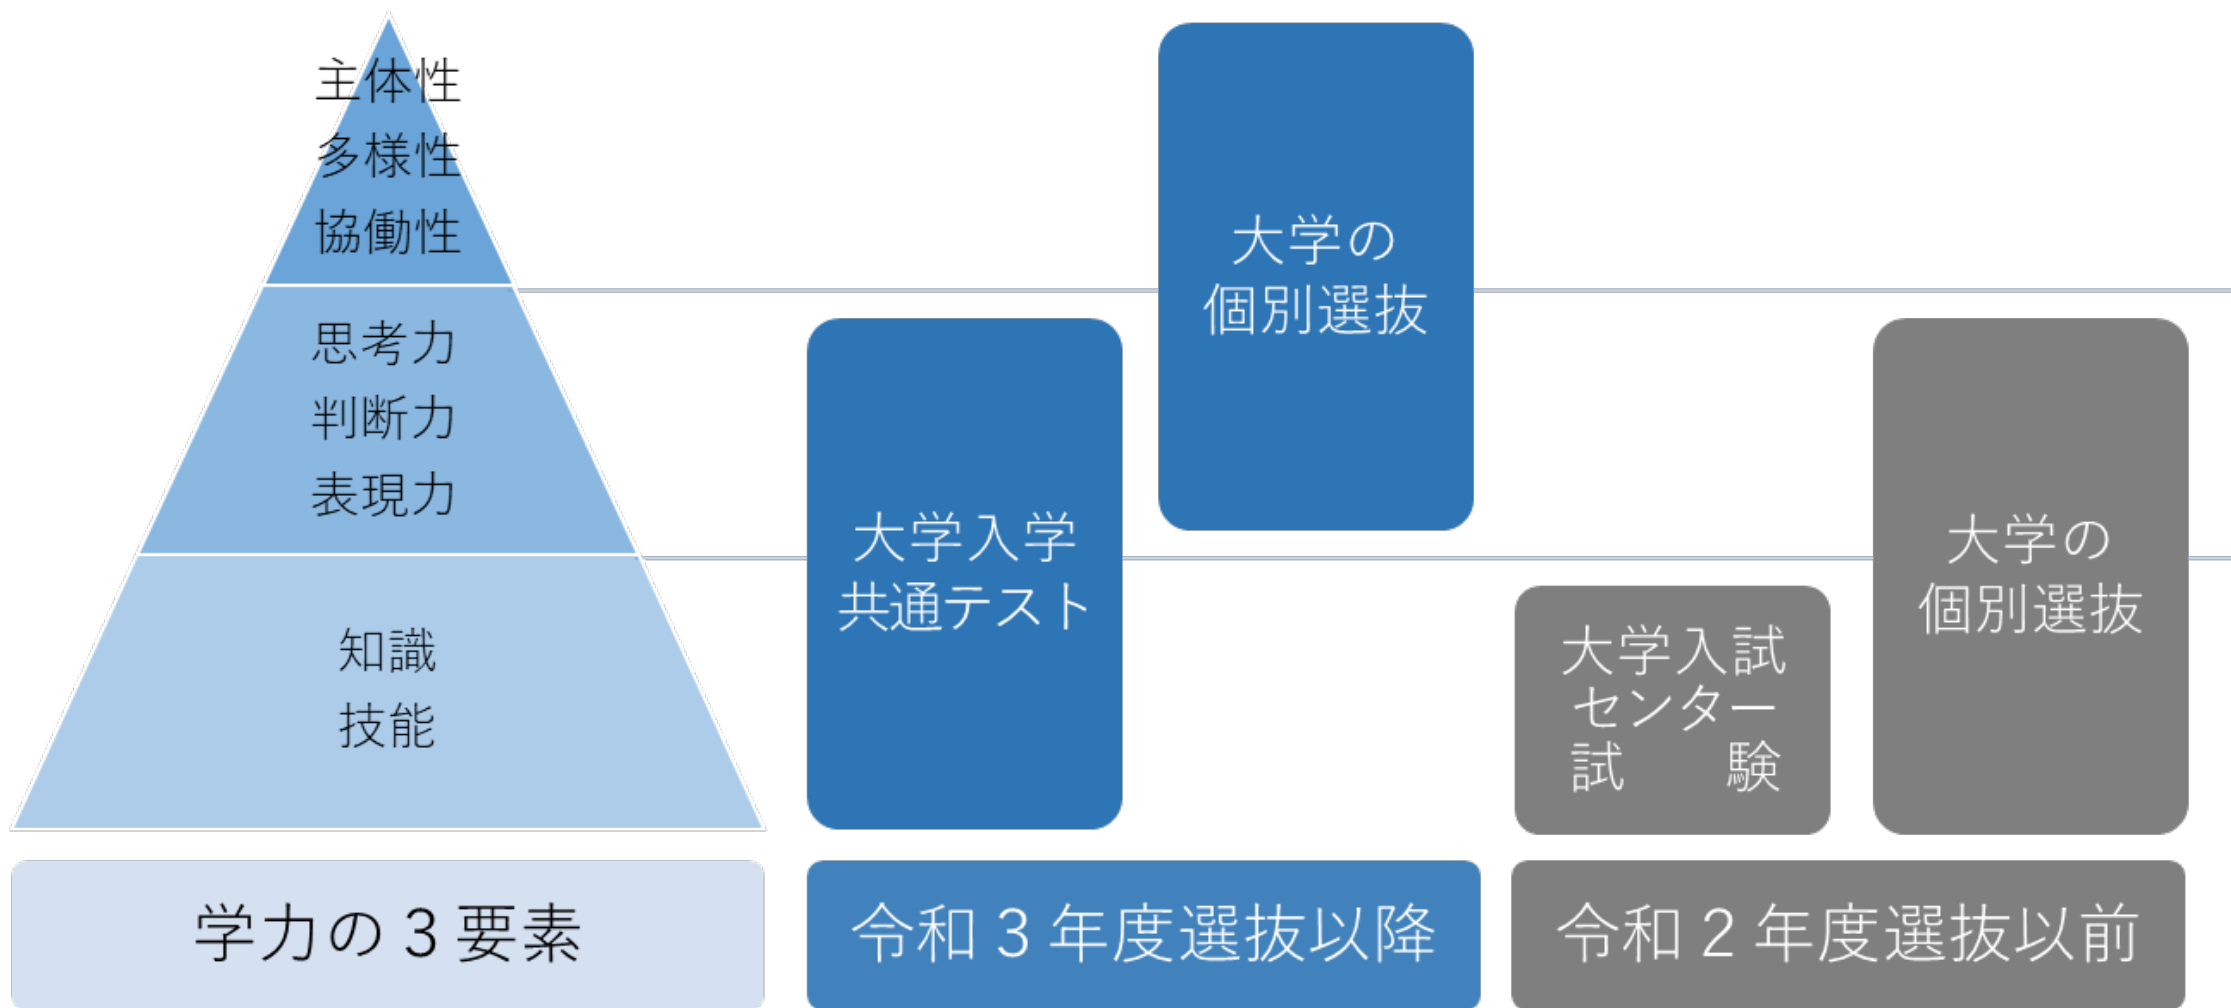 主体性
多様性
協働性
思考力
判断力
表現力
知識
技能
学力の3要素
大学入学
共通テスト
大学の
個別選抜
令和3年度選抜以降
大学入試
センター
試　験
大学の
個別選抜
令和2年度選抜以前